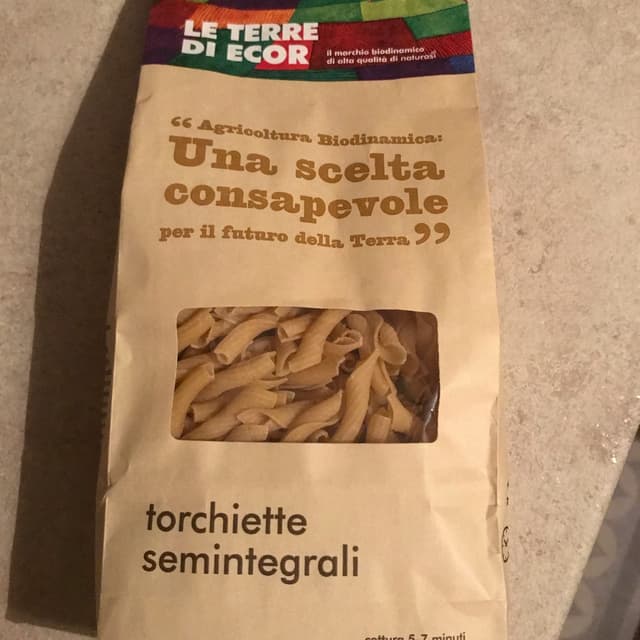 LE TERRE
DI ECOR
il marchio biodinamico
di alta qualità di naturasì
“ Agricoltura Biodinamica:
Una scelta
consapevole
per il futuro della Terra ”
torchiette
semintegrali
cottura 5-7 minuti